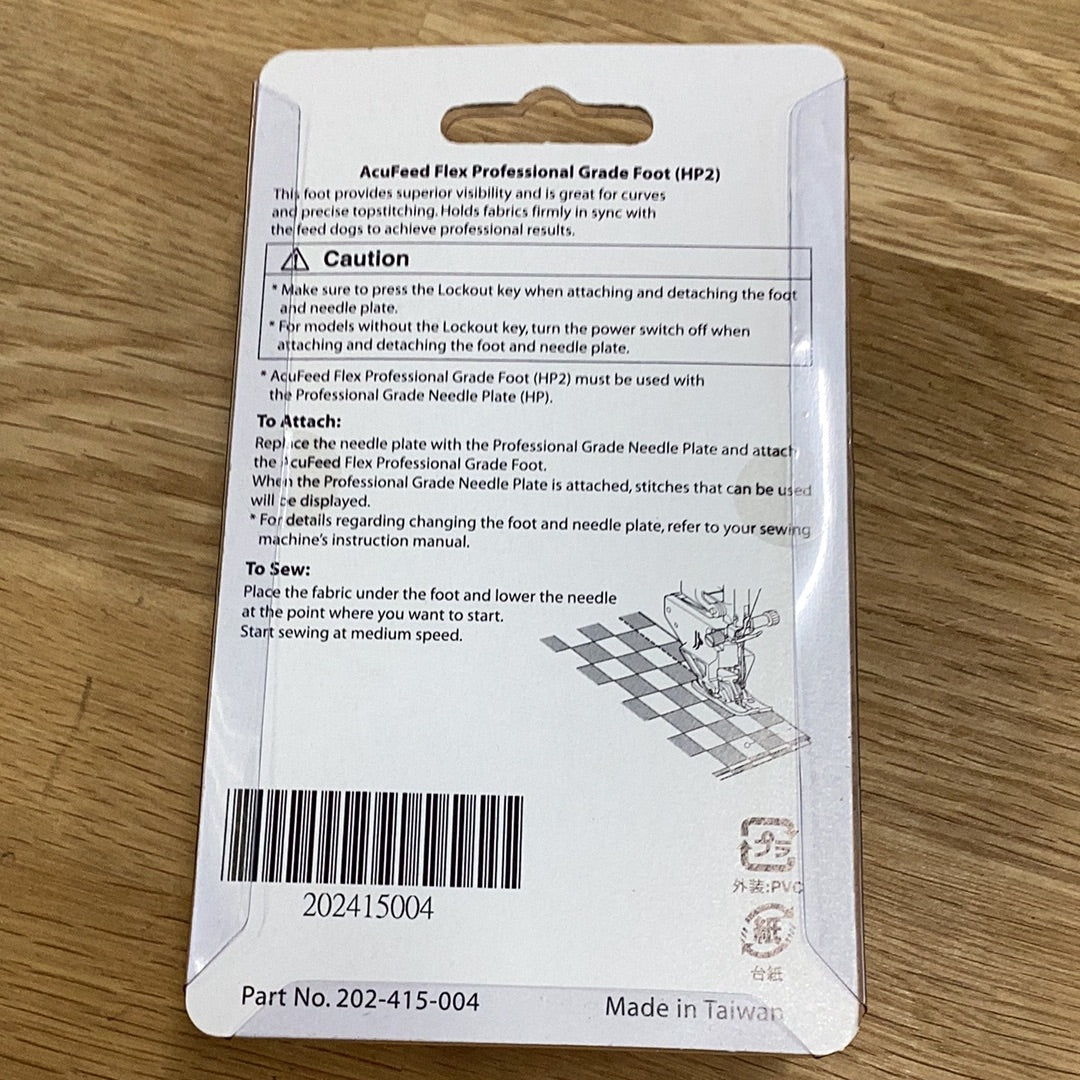 AcuFeed Flex Professional Grade Foot (HP2)
This foot provides superior visibility and is great for curves
and precise topstitching. Holds fabrics firmly in sync with
the feed dogs to achieve professional results.
Caution
* Make sure to press the Lockout key when attaching and detaching the foot
and needle plate.
* For models without the Lockout key, turn the power switch off when
attaching and detaching the foot and needle plate.
* AcuFeed Flex Professional Grade Foot (HP2) must be used with
the Professional Grade Needle Plate (HP).
To Attach:
Replace the needle plate with the Professional Grade Needle Plate and attach
the AcuFeed Flex Professional Grade Foot.
When the Professional Grade Needle Plate is attached, stitches that can be used
will be displayed.
* For details regarding changing the foot and needle plate, refer to your sewing
machine's instruction manual.
To Sew:
Place the fabric under the foot and lower the needle
at the point where you want to start.
Start sewing at medium speed.
プラ
外装:PVC
紙
台紙
202415004
Part No. 202-415-004
Made in Taiwan